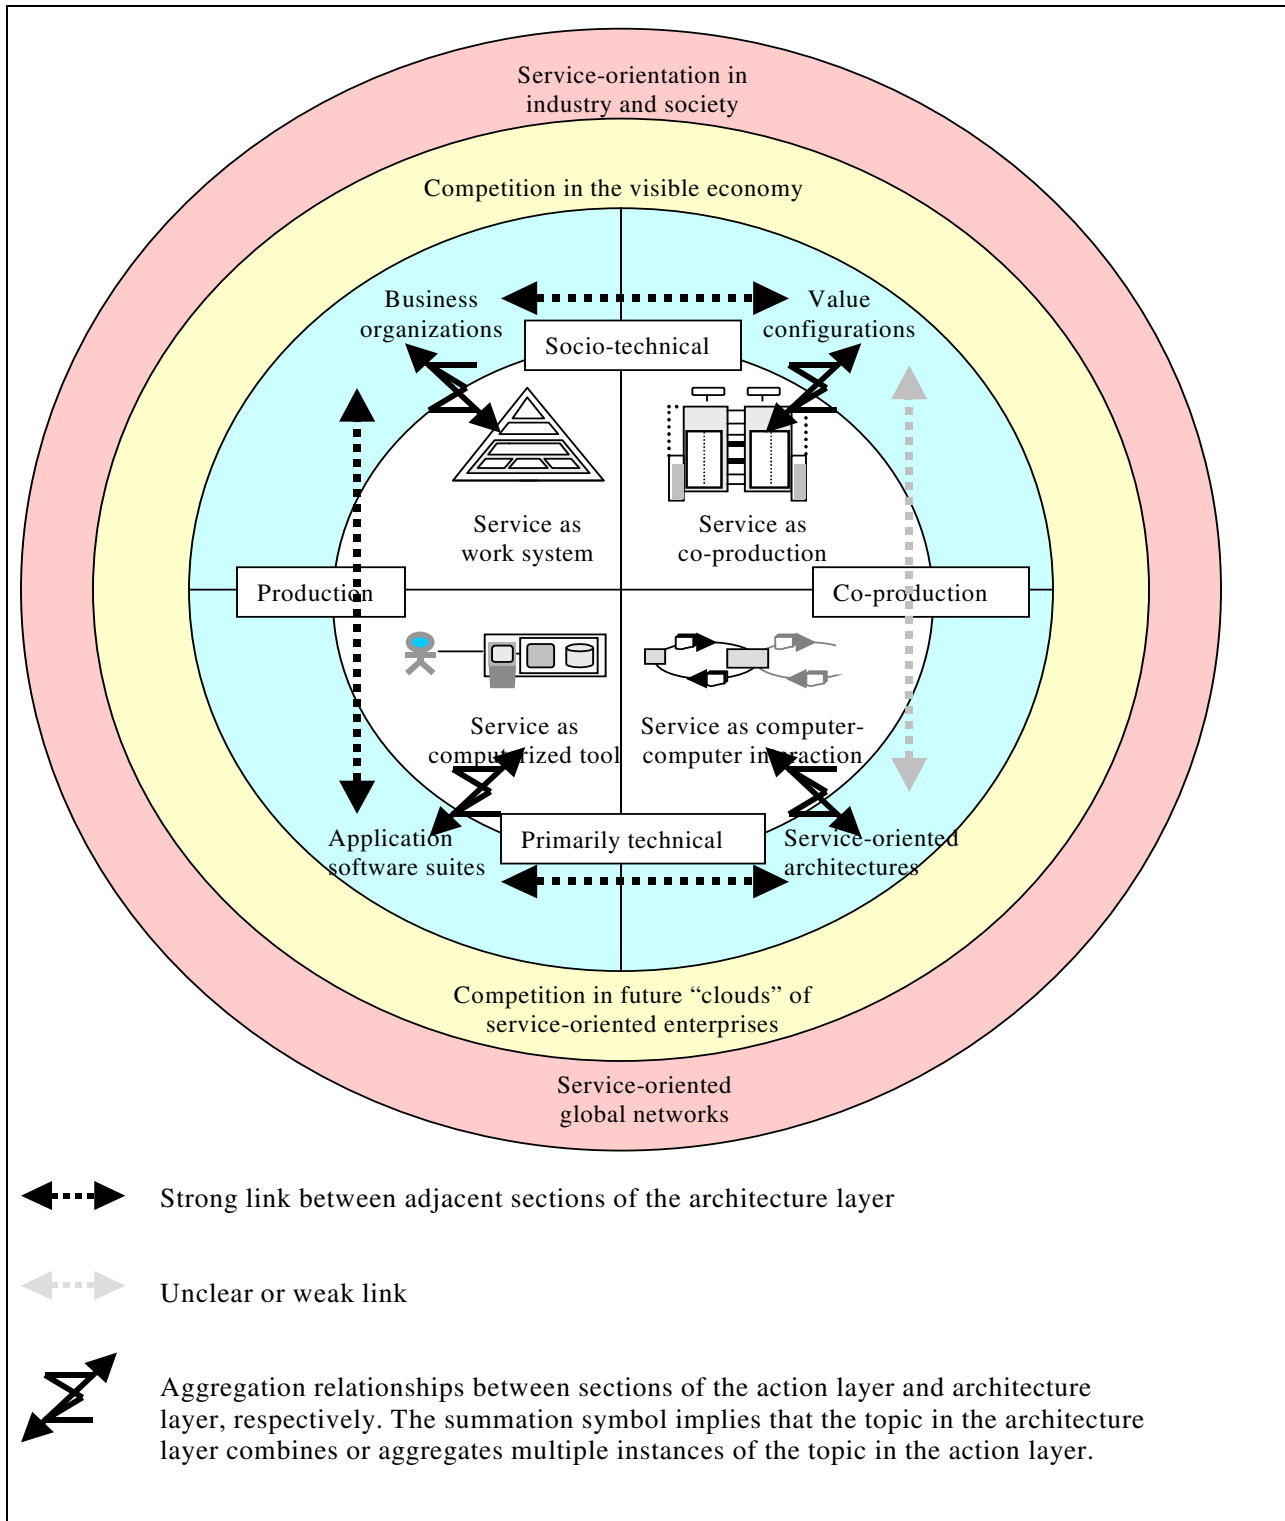 Service-orientation in
industry and society
Competition in the visible economy
Business
organizations
Value
configurations
Socio-technical
Service as
work system
Service as
co-production
Production
Co-production
Service as
computerized tool
Service as computer-
computer interaction
Application
software suites
Primarily technical
Service-oriented
architectures
Competition in future “clouds” of
service-oriented enterprises
Service-oriented
global networks
Strong link between adjacent sections of the architecture layer
Unclear or weak link
Aggregation relationships between sections of the action layer and architecture
layer, respectively. The summation symbol implies that the topic in the architecture
layer combines or aggregates multiple instances of the topic in the action layer.